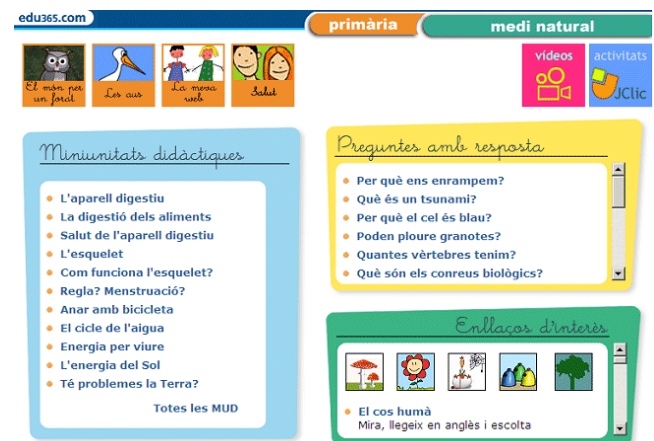 edu365.com
primària
medi natural
El món per
un forat
Les aus
La meva
web
Salut
vídeos
activitats
JClic
Miniunitats didàctiques
L'aparell digestiu
La digestió dels aliments
Salut de l'aparell digestiu
L'esquelet
Com funciona l'esquelet?
Regla? Menstruació?
Anar amb bicicleta
El cicle de l'aigua
Energia per viure
L'energia del Sol
Té problemes la Terra?
Totes les MUD
Preguntes amb resposta
Per què ens enrampem?
Què és un tsunami?
Per què el cel és blau?
Poden ploure granotes?
Quantes vèrtebres tenim?
Què són els conreus biològics?
Enllaços d'interès
El cos humà
Mira, llegeix en anglès i escolta